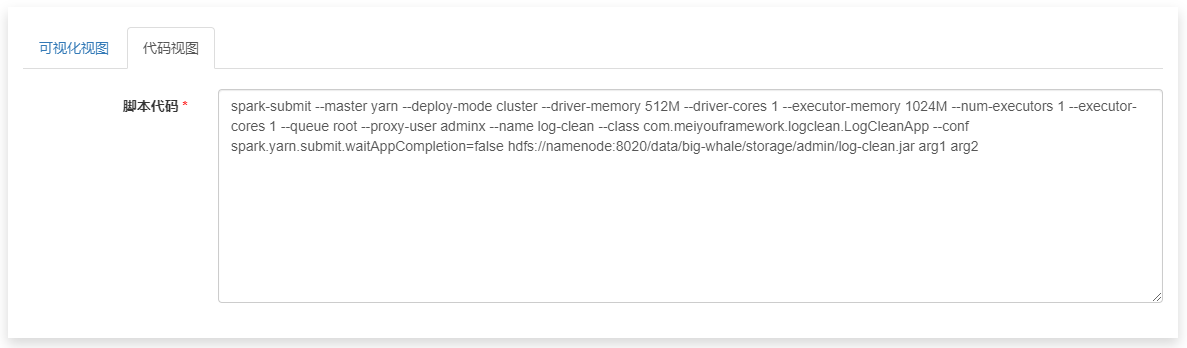 可视化视图 代码视图
脚本代码 *
spark-submit --master yarn --deploy-mode cluster --driver-memory 512M --driver-cores 1 --executor-memory 1024M --num-executors 1 --executor-
cores 1 --queue root --proxy-user adminx --name log-clean --class com.meiyouframework.logclean.LogCleanApp --conf
spark.yarn.submit.waitAppCompletion=false hdfs://namenode:8020/data/big-whale/storage/admin/log-clean.jar arg1 arg2